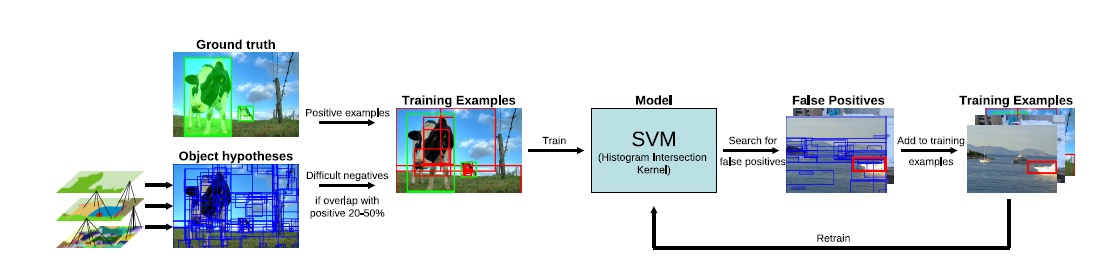 Ground truth
Positive examples
Object hypotheses
Difficult negatives
if overlap with
positive 20-50%
Training Examples
Train
Model
SVM
(Histogram Intersection
Kernel)
Search for
false positives
False Positives
Add to training
examples
Training Examples
Retrain